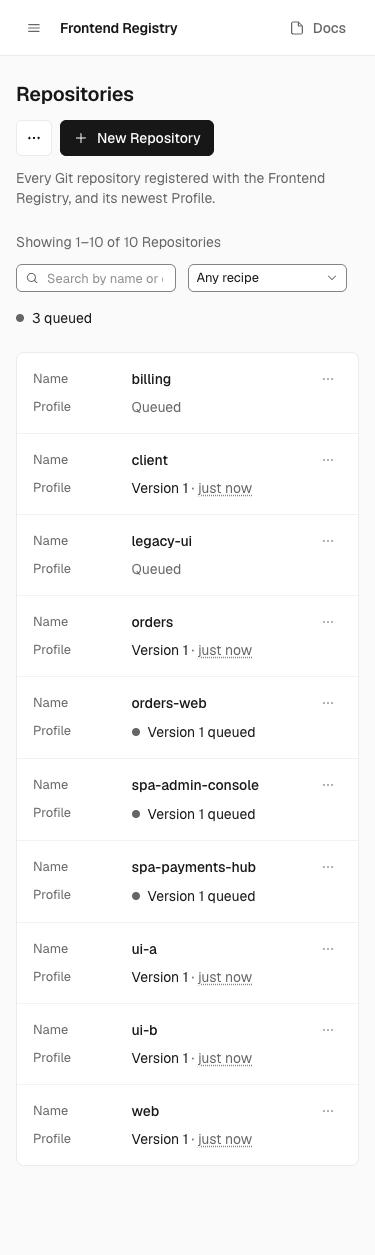 Frontend Registry
Docs
Repositories
New Repository
Every Git repository registered with the Frontend
Registry, and its newest Profile.
Showing 1–10 of 10 Repositories
Search by name or
Any recipe
3 queued
Name billing
Profile Queued
Name client
Profile Version 1 · just now
Name legacy-ui
Profile Queued
Name orders
Profile Version 1 · just now
Name orders-web
Profile Version 1 queued
Name spa-admin-console
Profile Version 1 queued
Name spa-payments-hub
Profile Version 1 queued
Name ui-a
Profile Version 1 · just now
Name ui-b
Profile Version 1 · just now
Name web
Profile Version 1 · just now